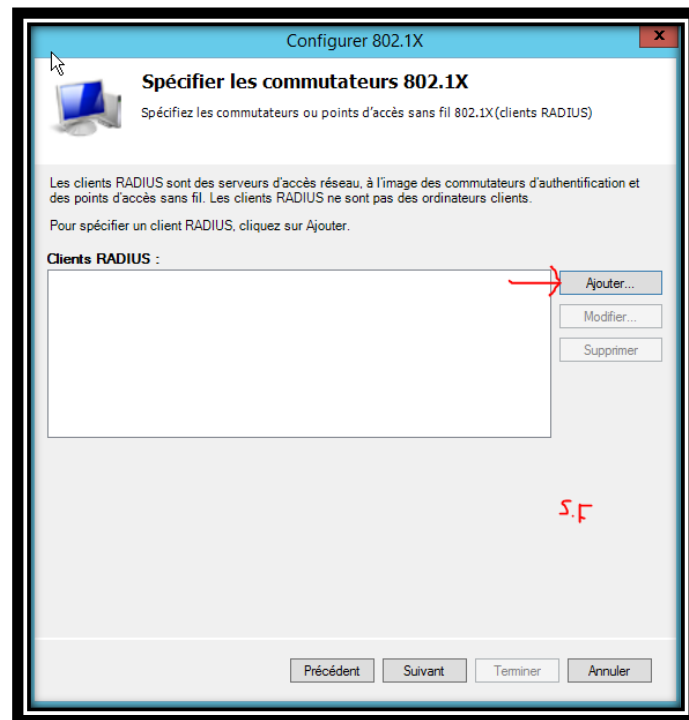 Configurer 802.1X
x
Spécifier les commutateurs 802.1X
Spécifiez les commutateurs ou points d'accès sans fil 802.1X(clients RADIUS)
Les clients RADIUS sont des serveurs d'accès réseau, à l'image des commutateurs d'authentification et
des points d'accès sans fil. Les clients RADIUS ne sont pas des ordinateurs clients.
Pour spécifier un client RADIUS, cliquez sur Ajouter.
Clients RADIUS :
Ajouter...
Modifier...
Supprimer
Précédent Suivant Terminer Annuler